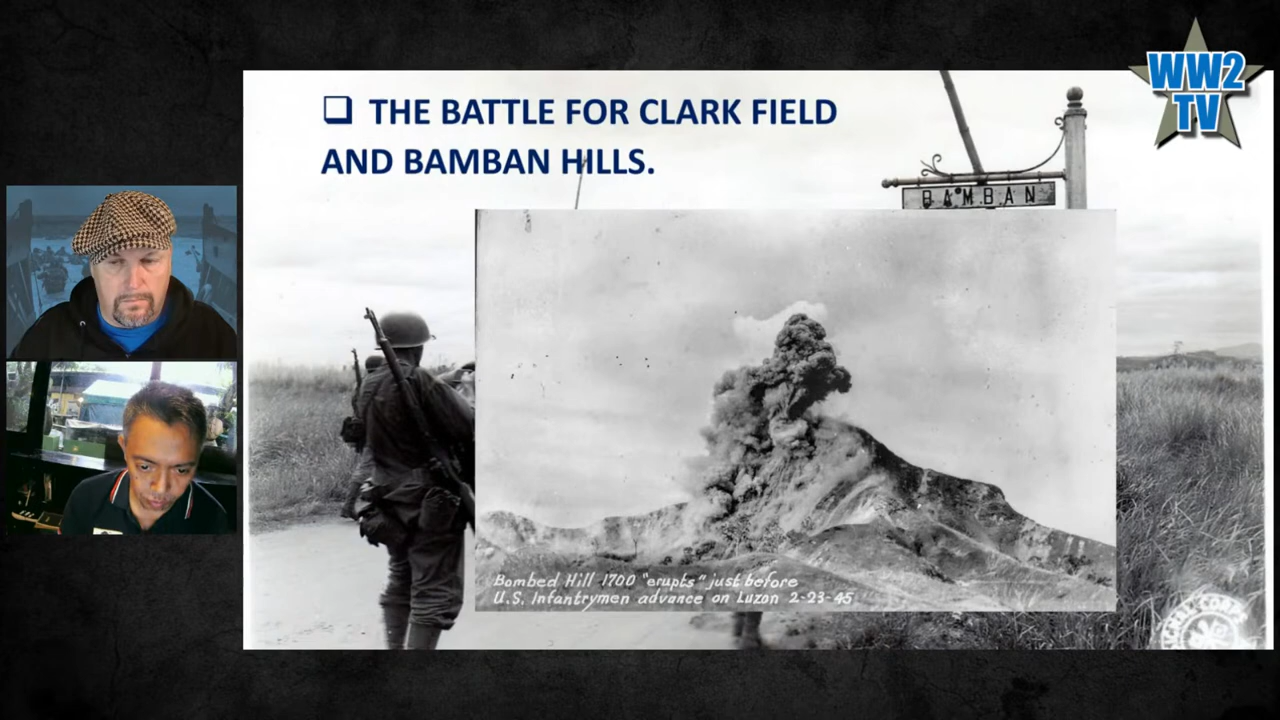 WW2
TV
THE BATTLE FOR CLARK FIELD
AND BAMBAN HILLS.
BAMBAN
Bombed Hill 1700 "erupts" just before
U.S. Infantrymen advance on Luzon 2-23-45
CORPS